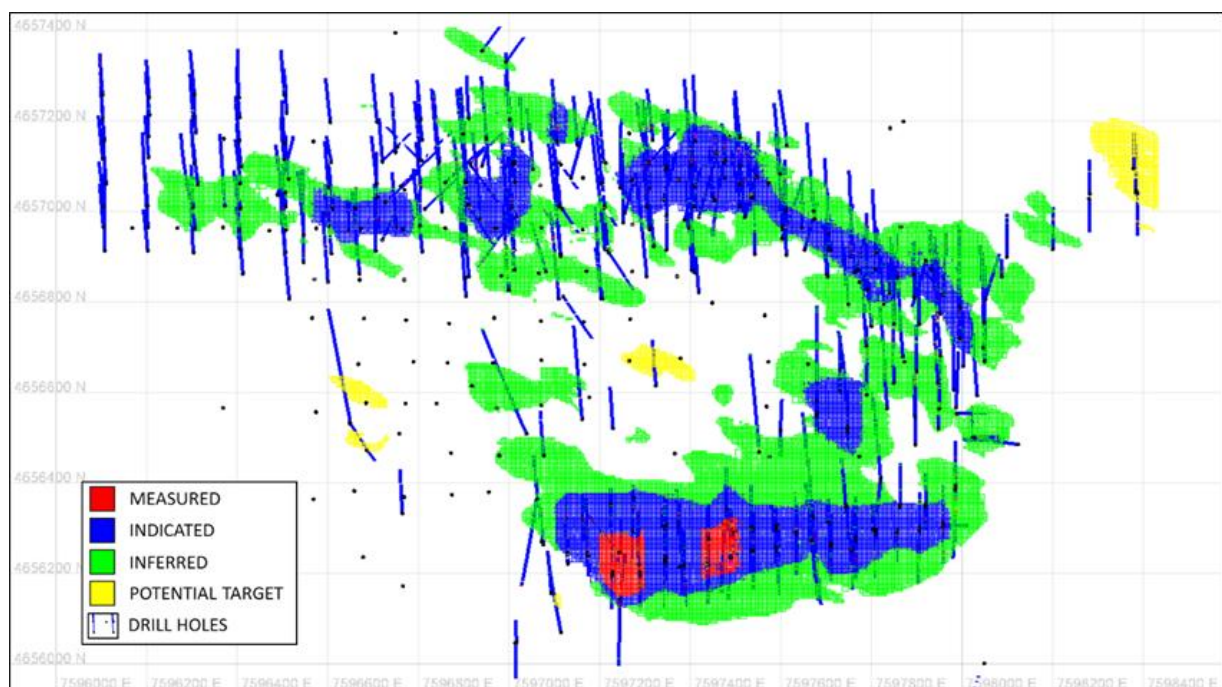 4657400 N
4657200 N
4657000 N
4656800 N
4656600 N
4656400 N
4656200 N
4656000 N
MEASURED
INDICATED
INFERRED
POTENTIAL TARGET
DRILL HOLES
7596000 E 7596200 E 7596400 E 7596600 E 7596800 E 7597000 E 7597200 E 7597400 E 7597600 E 7597800 E 7598000 E 7598200 E 7598400 E